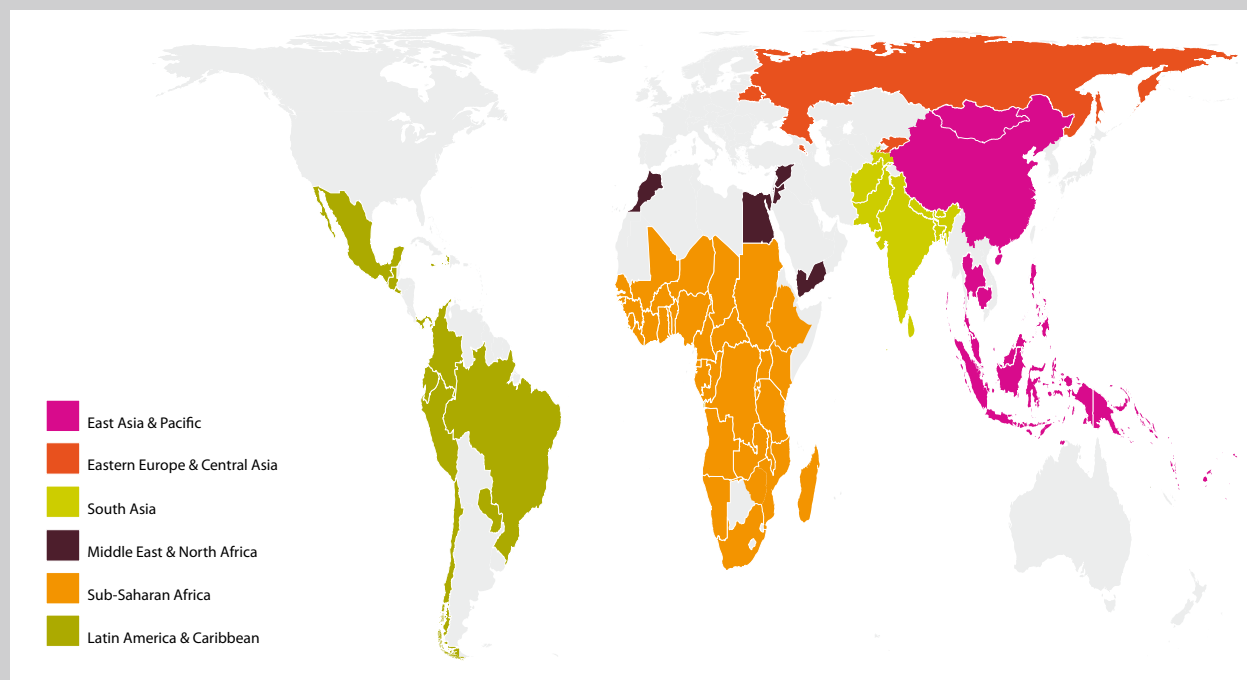 East Asia & Pacific
Eastern Europe & Central Asia
South Asia
Middle East & North Africa
Sub-Saharan Africa
Latin America & Caribbean